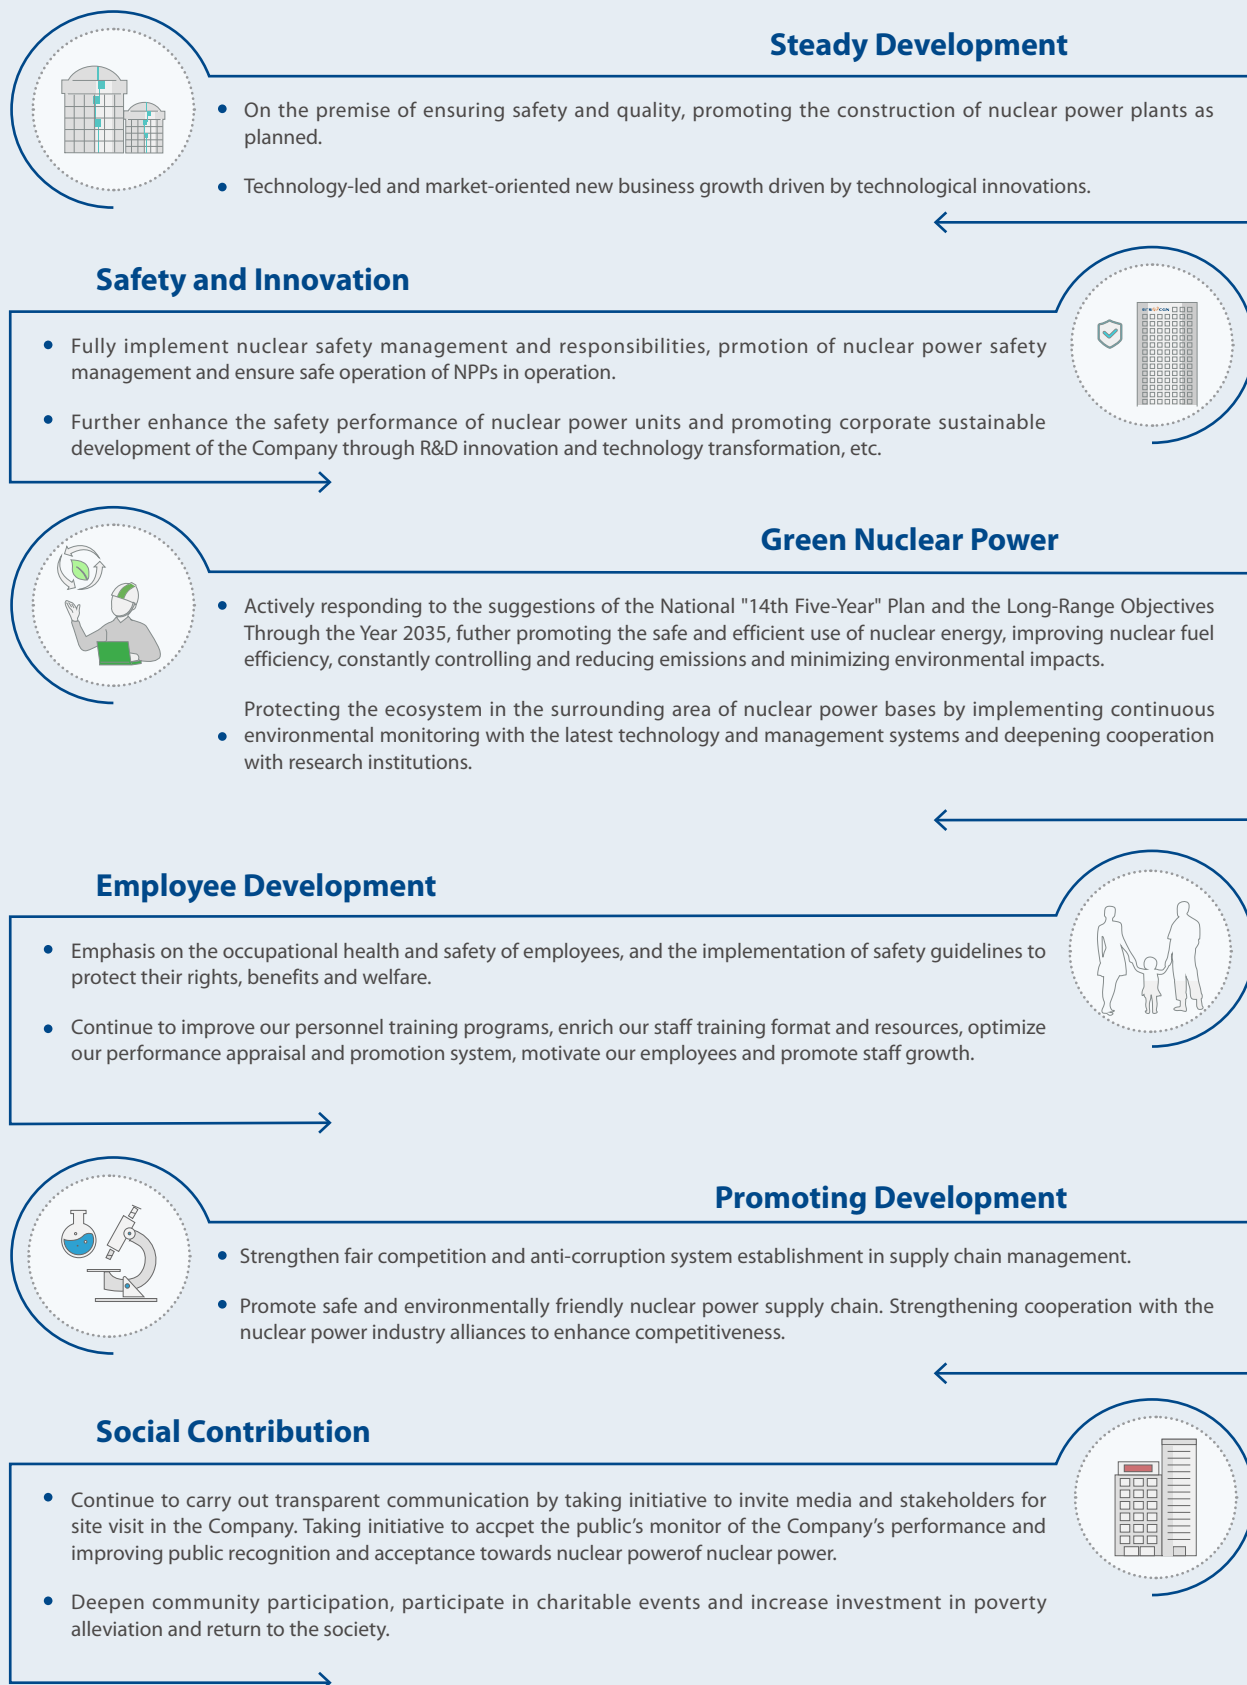 Steady Development
On the premise of ensuring safety and quality, promoting the construction of nuclear power plants as
planned.
Technology-led and market-oriented new business growth driven by technological innovations.
Safety and Innovation
Fully implement nuclear safety management and responsibilities, prmotion of nuclear power safety
management and ensure safe operation of NPPs in operation.
Further enhance the safety performance of nuclear power units and promoting corporate sustainable
development of the Company through R&D innovation and technology transformation, etc.
Green Nuclear Power
Actively responding to the suggestions of the National "14th Five-Year" Plan and the Long-Range Objectives
Through the Year 2035, futher promoting the safe and efficient use of nuclear energy, improving nuclear fuel
efficiency, constantly controlling and reducing emissions and minimizing environmental impacts.
Protecting the ecosystem in the surrounding area of nuclear power bases by implementing continuous
environmental monitoring with the latest technology and management systems and deepening cooperation
with research institutions.
Employee Development
Emphasis on the occupational health and safety of employees, and the implementation of safety guidelines to
protect their rights, benefits and welfare.
Continue to improve our personnel training programs, enrich our staff training format and resources, optimize
our performance appraisal and promotion system, motivate our employees and promote staff growth.
Promoting Development
Strengthen fair competition and anti-corruption system establishment in supply chain management.
Promote safe and environmentally friendly nuclear power supply chain. Strengthening cooperation with the
nuclear power industry alliances to enhance competitiveness.
Social Contribution
Continue to carry out transparent communication by taking initiative to invite media and stakeholders for
site visit in the Company. Taking initiative to accpet the public's monitor of the Company's performance and
improving public recognition and acceptance towards nuclear powerof nuclear power.
Deepen community participation, participate in charitable events and increase investment in poverty
alleviation and return to the society.